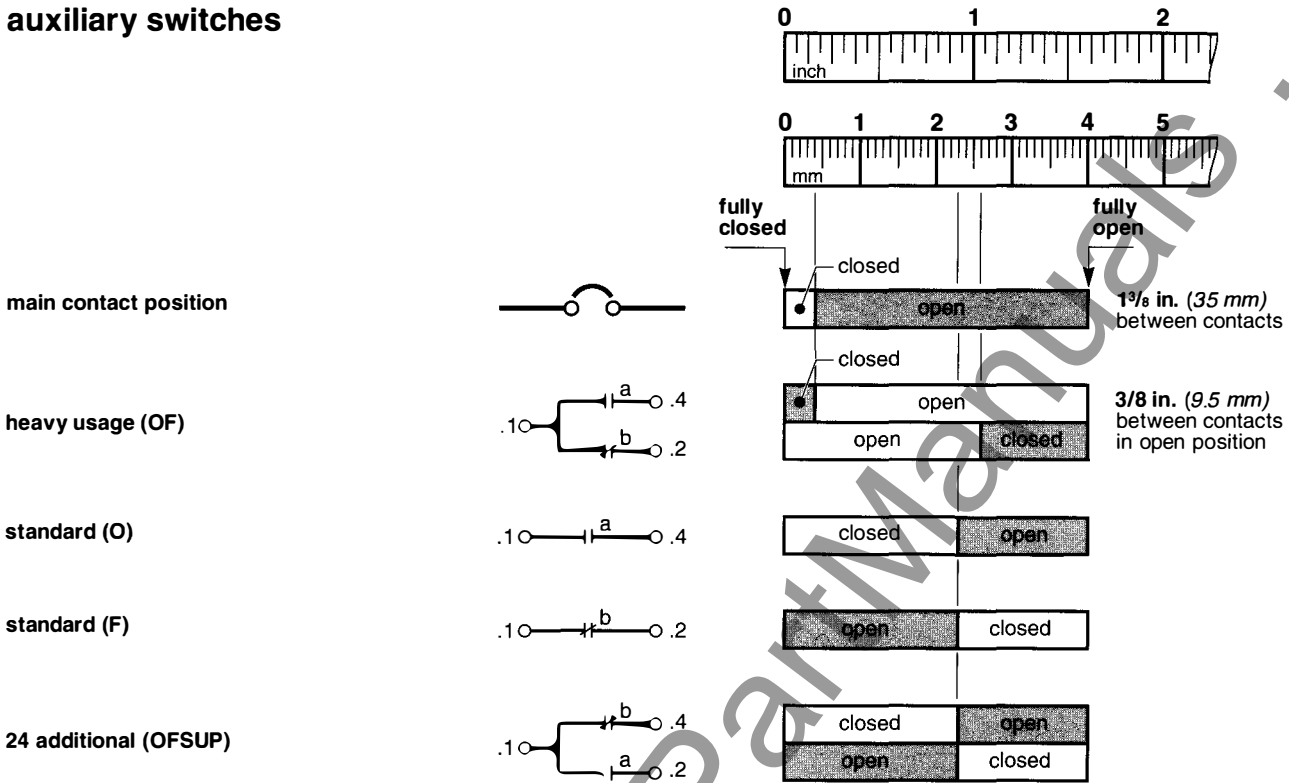 auxiliary switches
0 1 2
inch
0 1 2 3 4 5
mm
fully
closed
fully
open
main contact position
closed
open
1³/₈ in. (35 mm)
between contacts
heavy usage (OF)
.1
a
.4
b
.2
closed
open
open
closed
3/8 in. (9.5 mm)
between contacts
in open position
standard (O)
.1
a
.4
closed
open
standard (F)
.1
b
.2
open
closed
24 additional (OFSUP)
.1
b
.4
a
.2
closed
open
open
closed
PartManuals